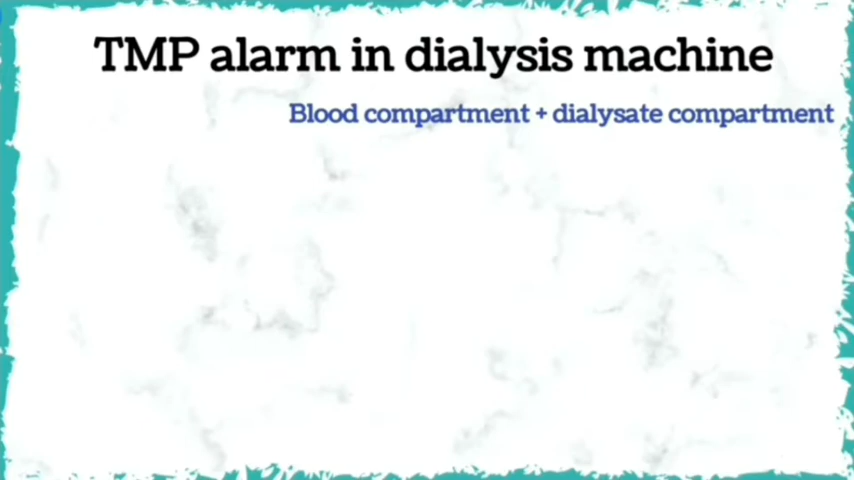 TMP alarm in dialysis machine
Blood compartment + dialysate compartment